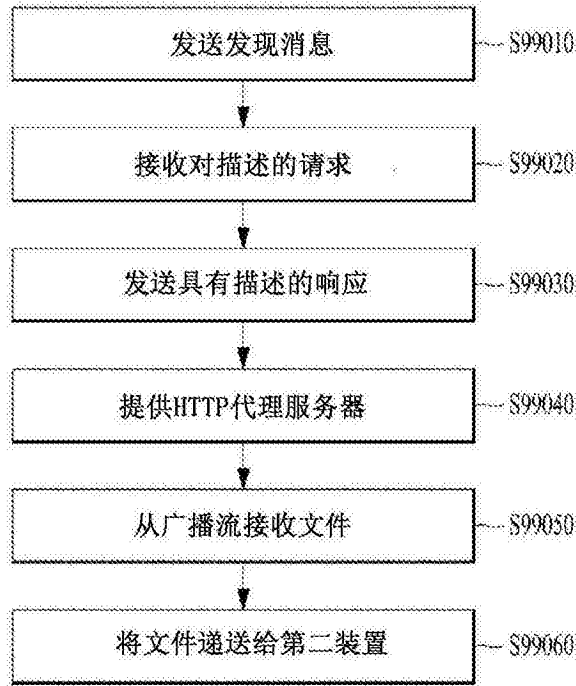 发送发现消息 S99010
接收对描述的请求 S99020
发送具有描述的响应 S99030
提供HTTP代理服务器 S99040
从广播流接收文件 S99050
将文件递送给第二装置 S99060